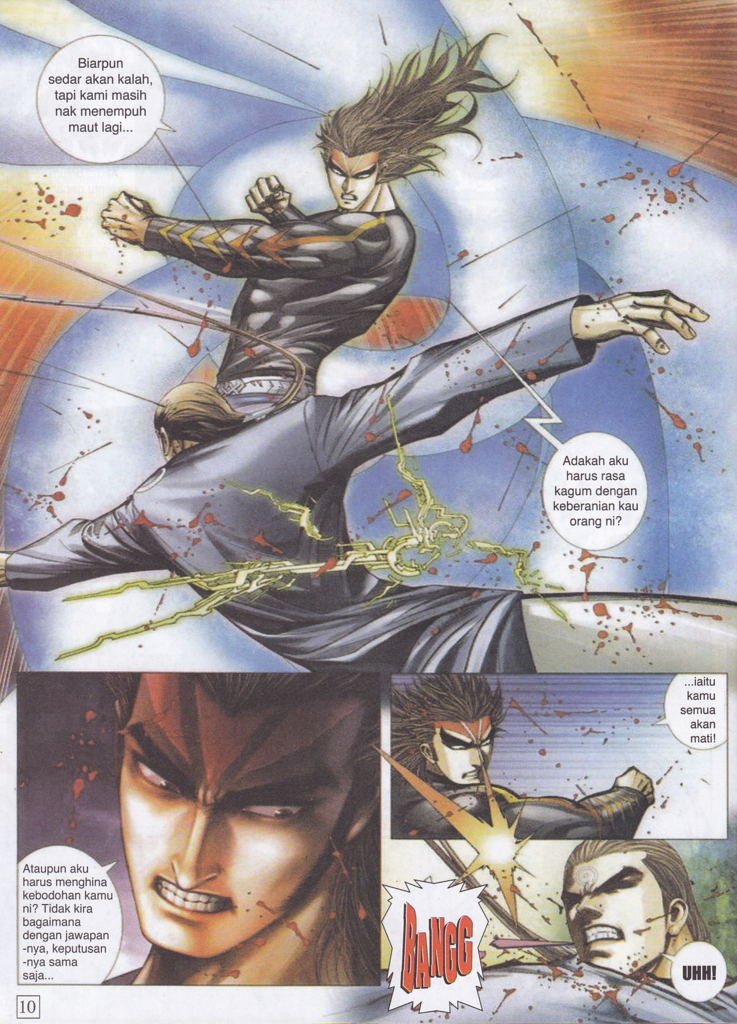 Biarpun
sedar akan kalah,
tapi kami masih
nak menempuh
maut lagi...
Adakah aku
harus rasa
kagum dengan
keberanian kau
orang ni?
Ataupun aku
harus menghina
kebodohan kamu
ni? Tidak kira
bagaimana
dengan jawapan
-nya, keputusan
-nya sama
saja...
...iaitu
kamu
semua
akan
mati!
BANGG
UHH!
10